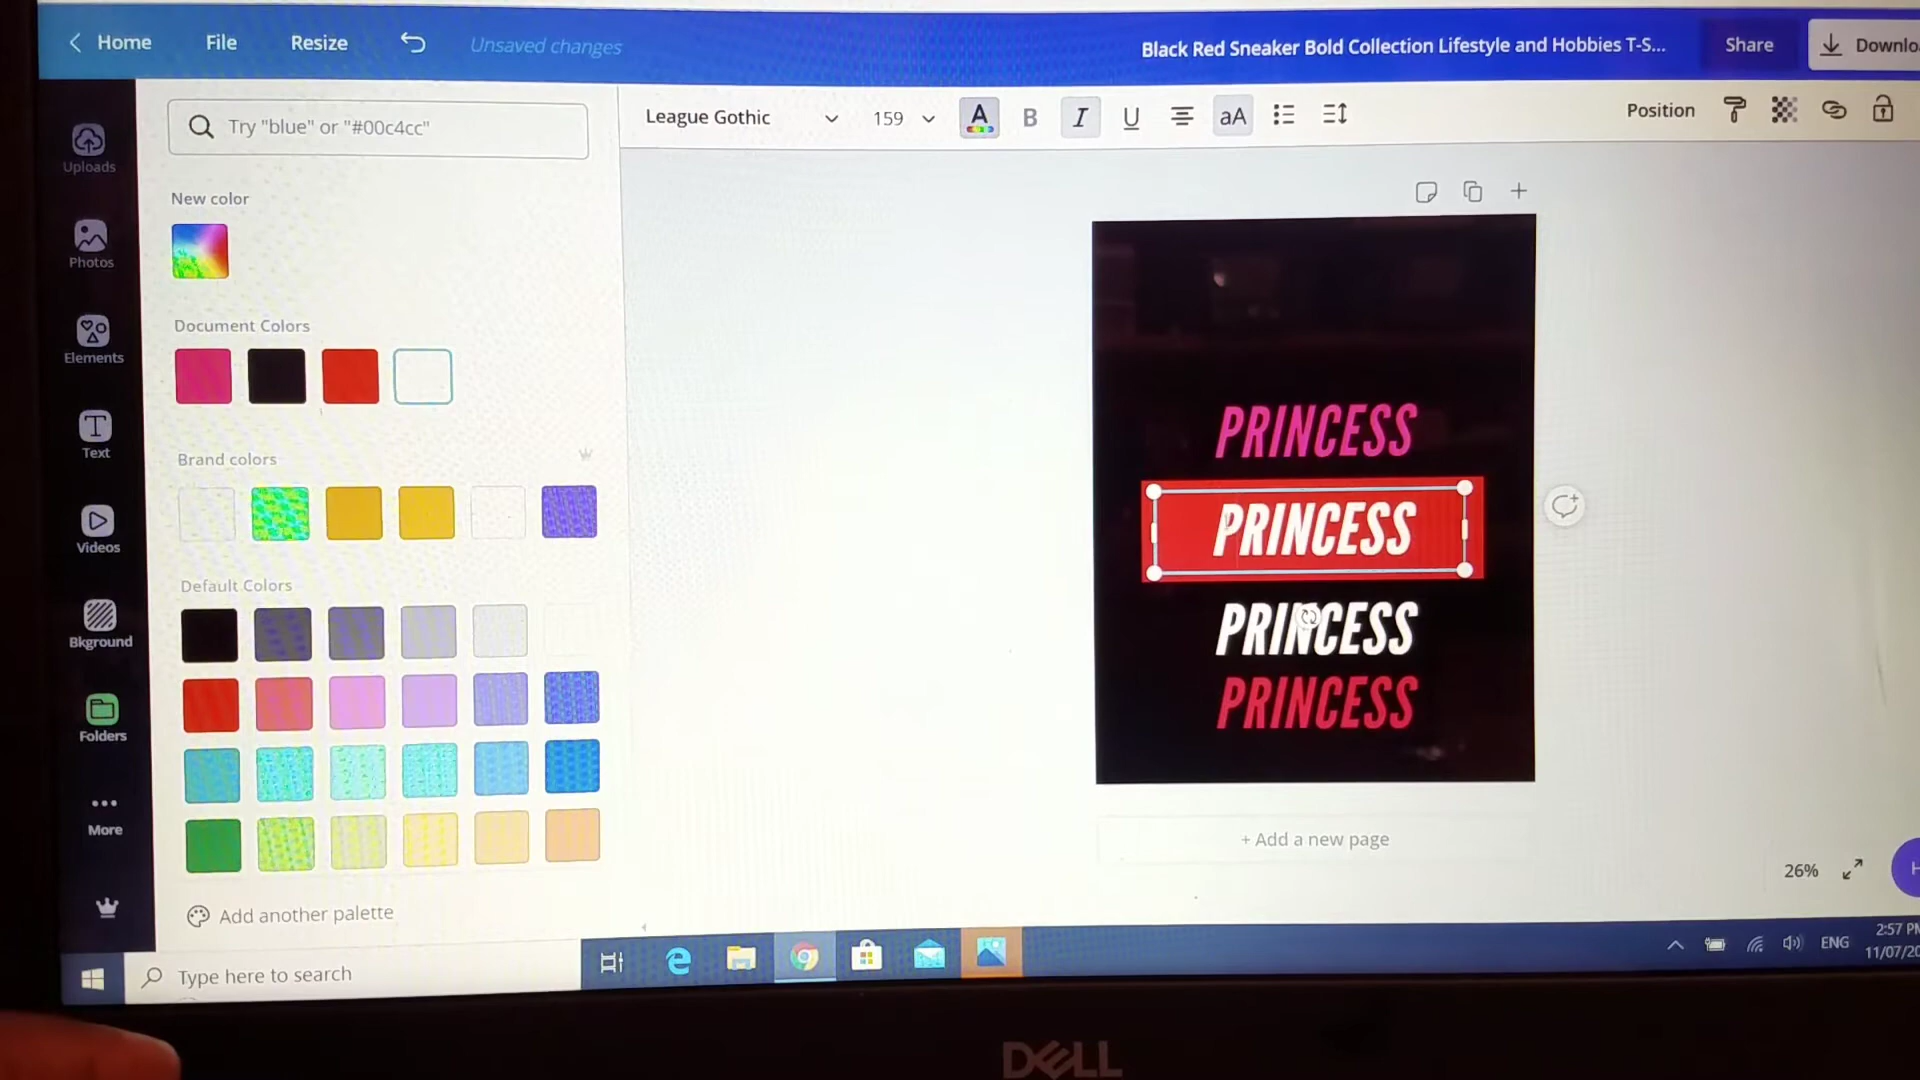 Home File Resize Unsaved changes Black Red Sneaker Bold Collection Lifestyle and Hobbies T-S... Share Downlo
Try "blue" or "#00c4cc" League Gothic 159 A B I U aA Position
Uploads
New color
Photos
Document Colors
Elements
Text
Brand colors
Videos
Default Colors
Bkground
Folders
More
Add another palette
PRINCESS
PRINCESS
PRINCESS
PRINCESS
+ Add a new page
26%
H
Type here to search
ENG
2:57 PM
11/07/20
DELL